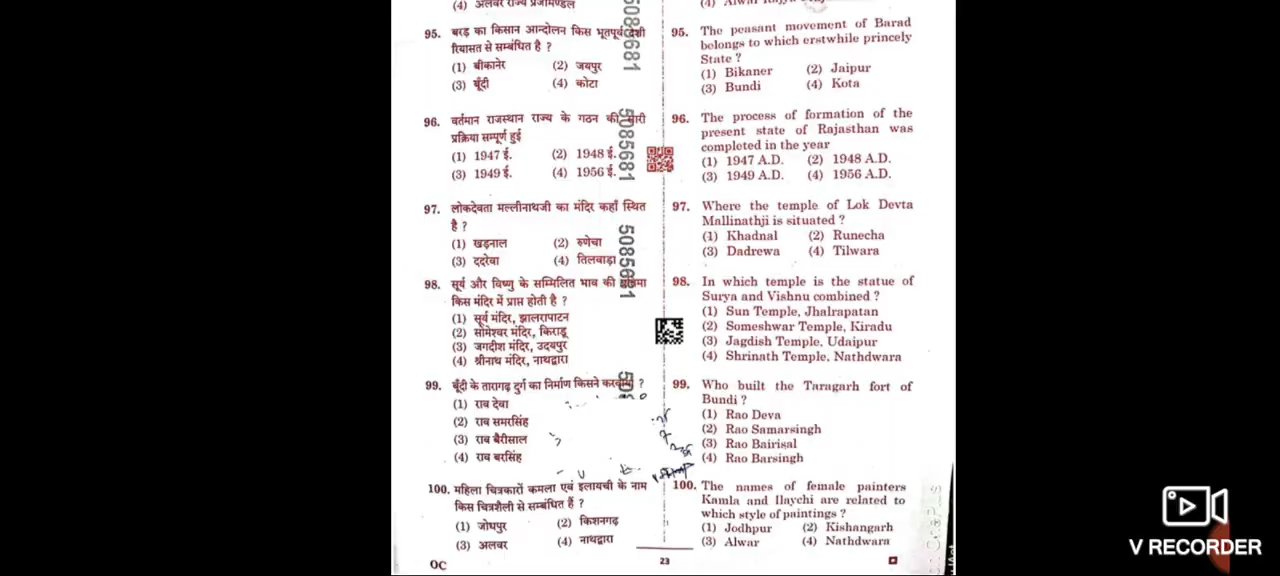 (4) अलवर राज्य प्रजामण्डल
95. बरड़ का किसान आन्दोलन किस भूतपूर्व देशी
रियासत से सम्बंधित है ?
(1) बीकानेर (2) जयपुर
(3) बूँदी (4) कोटा
96. वर्तमान राजस्थान राज्य के गठन की सारी
प्रक्रिया सम्पूर्ण हुई
(1) 1947 ई. (2) 1948 ई.
(3) 1949 ई. (4) 1956 ई.
97. लोकदेवता मल्लीनाथजी का मंदिर कहाँ स्थित
है ?
(1) खड़नाल (2) रुणेचा
(3) ददरेवा (4) तिलवाड़ा
98. सूर्य और विष्णु के सम्मिलित भाव की
किस मंदिर में प्राप्त होती है ?
(1) सूर्य मंदिर, झालरापाटन
(2) सोमेश्वर मंदिर, किराडू
(3) जगदीश मंदिर, उदयपुर
(4) श्रीनाथ मंदिर, नाथद्वारा
99. बूँदी के तारागढ़ दुर्ग का निर्माण किसने करवाया ?
(1) राव देवा
(2) राव समरसिंह
(3) राव बैरीसाल
(4) राव बरसिंह
100. महिला चित्रकारों कमला एवं इलायची के नाम
किस चित्रशैली से सम्बंधित हैं ?
(1) जोधपुर (2) किशनगढ़
(3) अलवर (4) नाथद्वारा
OC
5085681
5085681
5085681
50
(4)
95. The peasant movement of Barad
belongs to which erstwhile princely
State ?
(1) Bikaner (2) Jaipur
(3) Bundi (4) Kota
96. The process of formation of the
present state of Rajasthan was
completed in the year
(1) 1947 A.D. (2) 1948 A.D.
(3) 1949 A.D. (4) 1956 A.D.
97. Where the temple of Lok Devta
Mallinathji is situated ?
(1) Khadnal (2) Runecha
(3) Dadrewa (4) Tilwara
98. In which temple is the statue of
Surya and Vishnu combined ?
(1) Sun Temple, Jhalrapatan
(2) Someshwar Temple, Kiradu
(3) Jagdish Temple, Udaipur
(4) Shrinath Temple, Nathdwara
99. Who built the Taragarh fort of
Bundi ?
(1) Rao Deva
(2) Rao Samarsingh
(3) Rao Bairisal
(4) Rao Barsingh
100. The names of female painters
Kamla and Ilaychi are related to
which style of paintings ?
(1) Jodhpur (2) Kishangarh
(3) Alwar (4) Nathdwara
23
V RECORDER